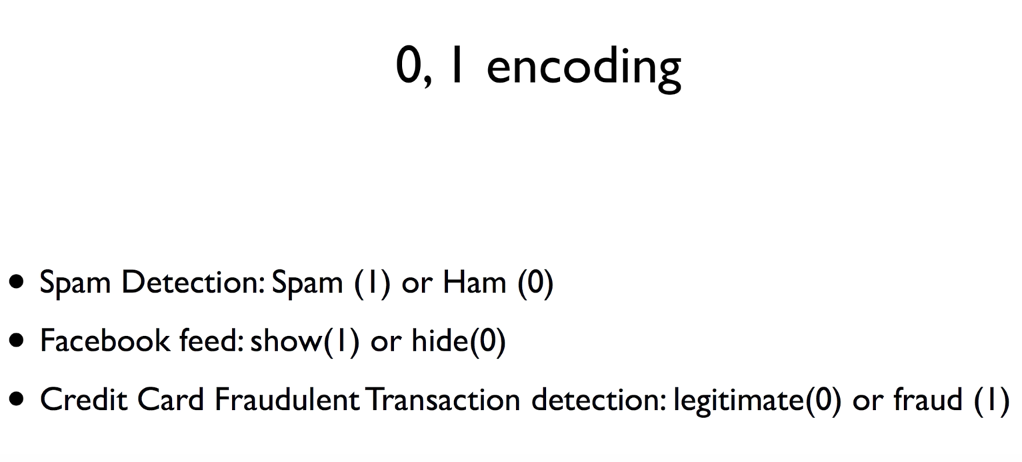 0, 1 encoding
• Spam Detection: Spam (1) or Ham (0)
• Facebook feed: show(1) or hide(0)
• Credit Card Fraudulent Transaction detection: legitimate(0) or fraud (1)